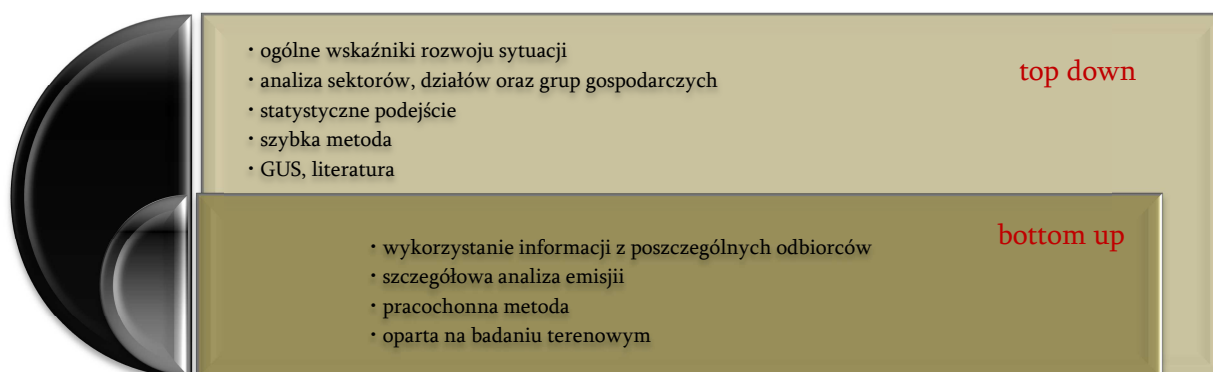 • ogólne wskaźniki rozwoju sytuacji
• analiza sektorów, działów oraz grup gospodarczych
• statystyczne podejście
• szybka metoda
• GUS, literatura
top down
• wykorzystanie informacji z poszczególnych odbiorców
• szczegółowa analiza emisjii
• pracochonna metoda
• oparta na badaniu terenowym
bottom up